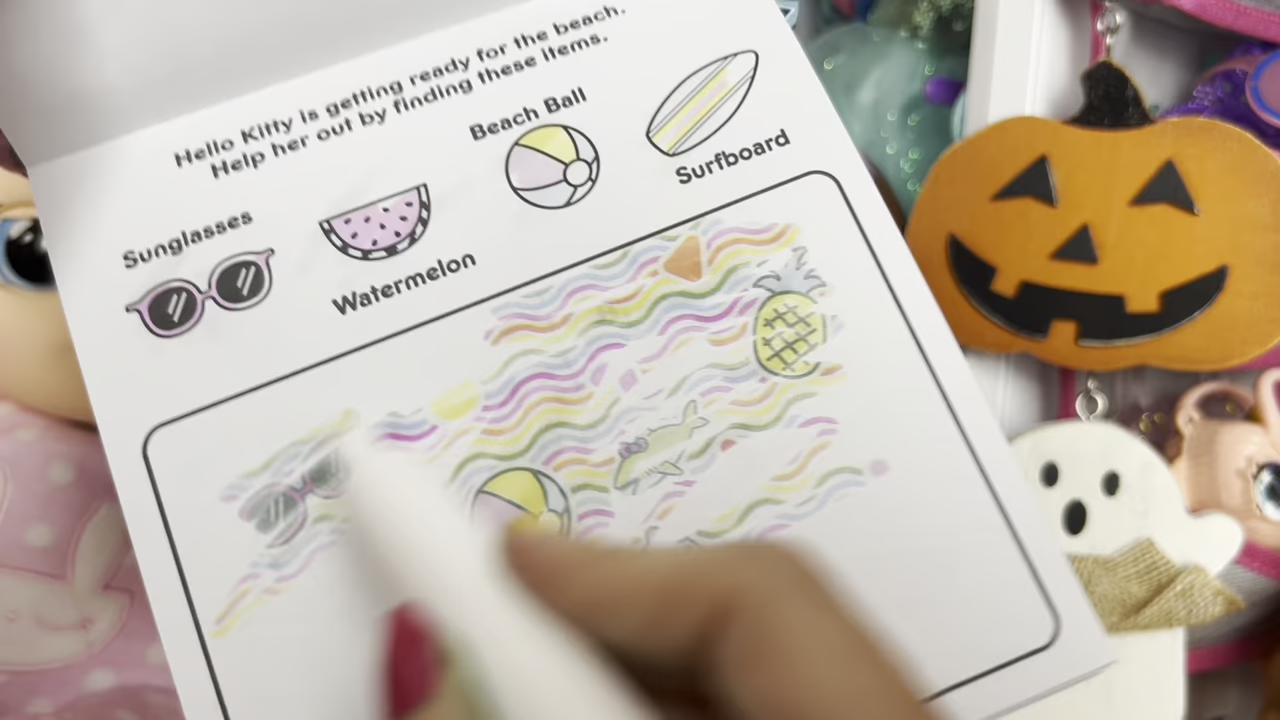 Hello Kitty is getting ready for the beach.
Help her out by finding these items.
Sunglasses
Watermelon
Beach Ball
Surfboard